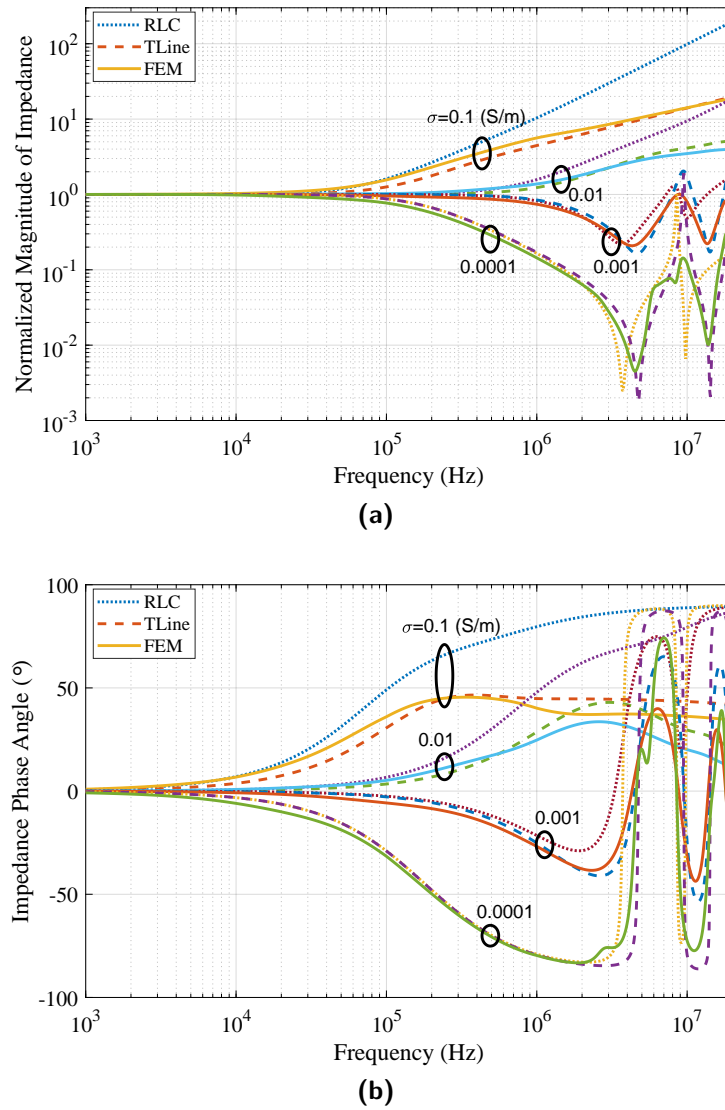 10²
10¹
10⁰
10⁻¹
10⁻²
10⁻³
Normalized Magnitude of Impedance
RLC
TLine
FEM
σ=0.1 (S/m)
0.01
0.0001
0.001
10³ 10⁴ 10⁵ 10⁶ 10⁷
Frequency (Hz)
(a)
100
50
0
-50
-100
Impedance Phase Angle (º)
RLC
TLine
FEM
σ=0.1 (S/m)
0.01
0.001
0.0001
10³ 10⁴ 10⁵ 10⁶ 10⁷
Frequency (Hz)
(b)